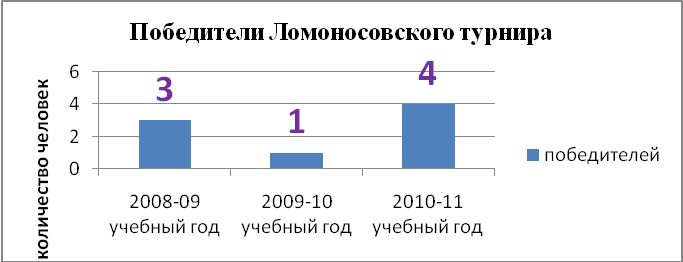 Победители Ломоносовского турнира
количество человек
6
4
2
0
3
1
4
2008-09
учебный год
2009-10
учебный год
2010-11
учебный год
победителей